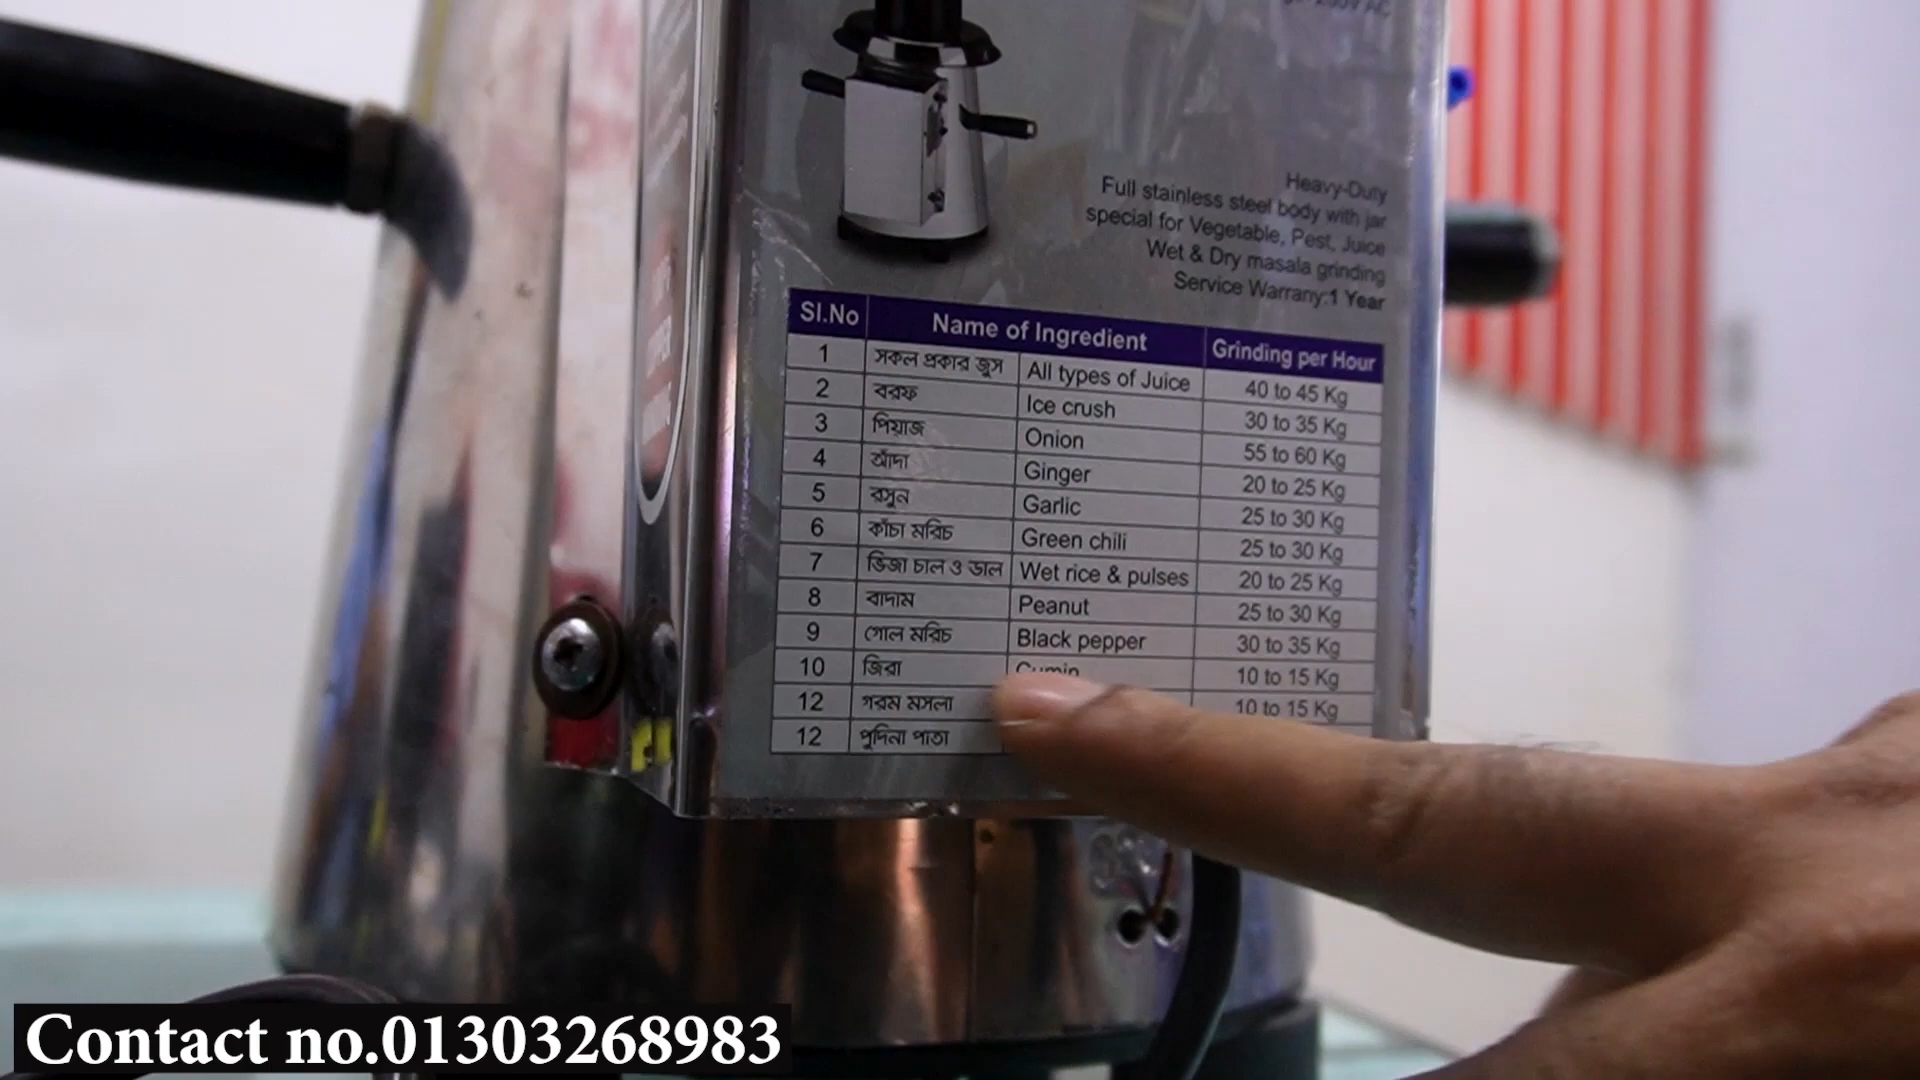 230V AC
Heavy-Duty
Full stainless steel body with jar
special for Vegetable, Pest, Juice
Wet & Dry masala grinding
Service Warrany:1 Year
Sl.No Name of Ingredient Grinding per Hour
1 সকল প্রকার জুস All types of Juice 40 to 45 Kg
2 বরফ Ice crush 30 to 35 Kg
3 পিয়াজ Onion 55 to 60 Kg
4 আঁদা Ginger 20 to 25 Kg
5 রসুন Garlic 25 to 30 Kg
6 কাঁচা মরিচ Green chili 25 to 30 Kg
7 ভিজা চাল ও ডাল Wet rice & pulses 20 to 25 Kg
8 বাদাম Peanut 25 to 30 Kg
9 গোল মরিচ Black pepper 30 to 35 Kg
10 জিরা Cumin 10 to 15 Kg
12 গরম মসলা 10 to 15 Kg
12 পুদিনা পাতা
Contact no.01303268983